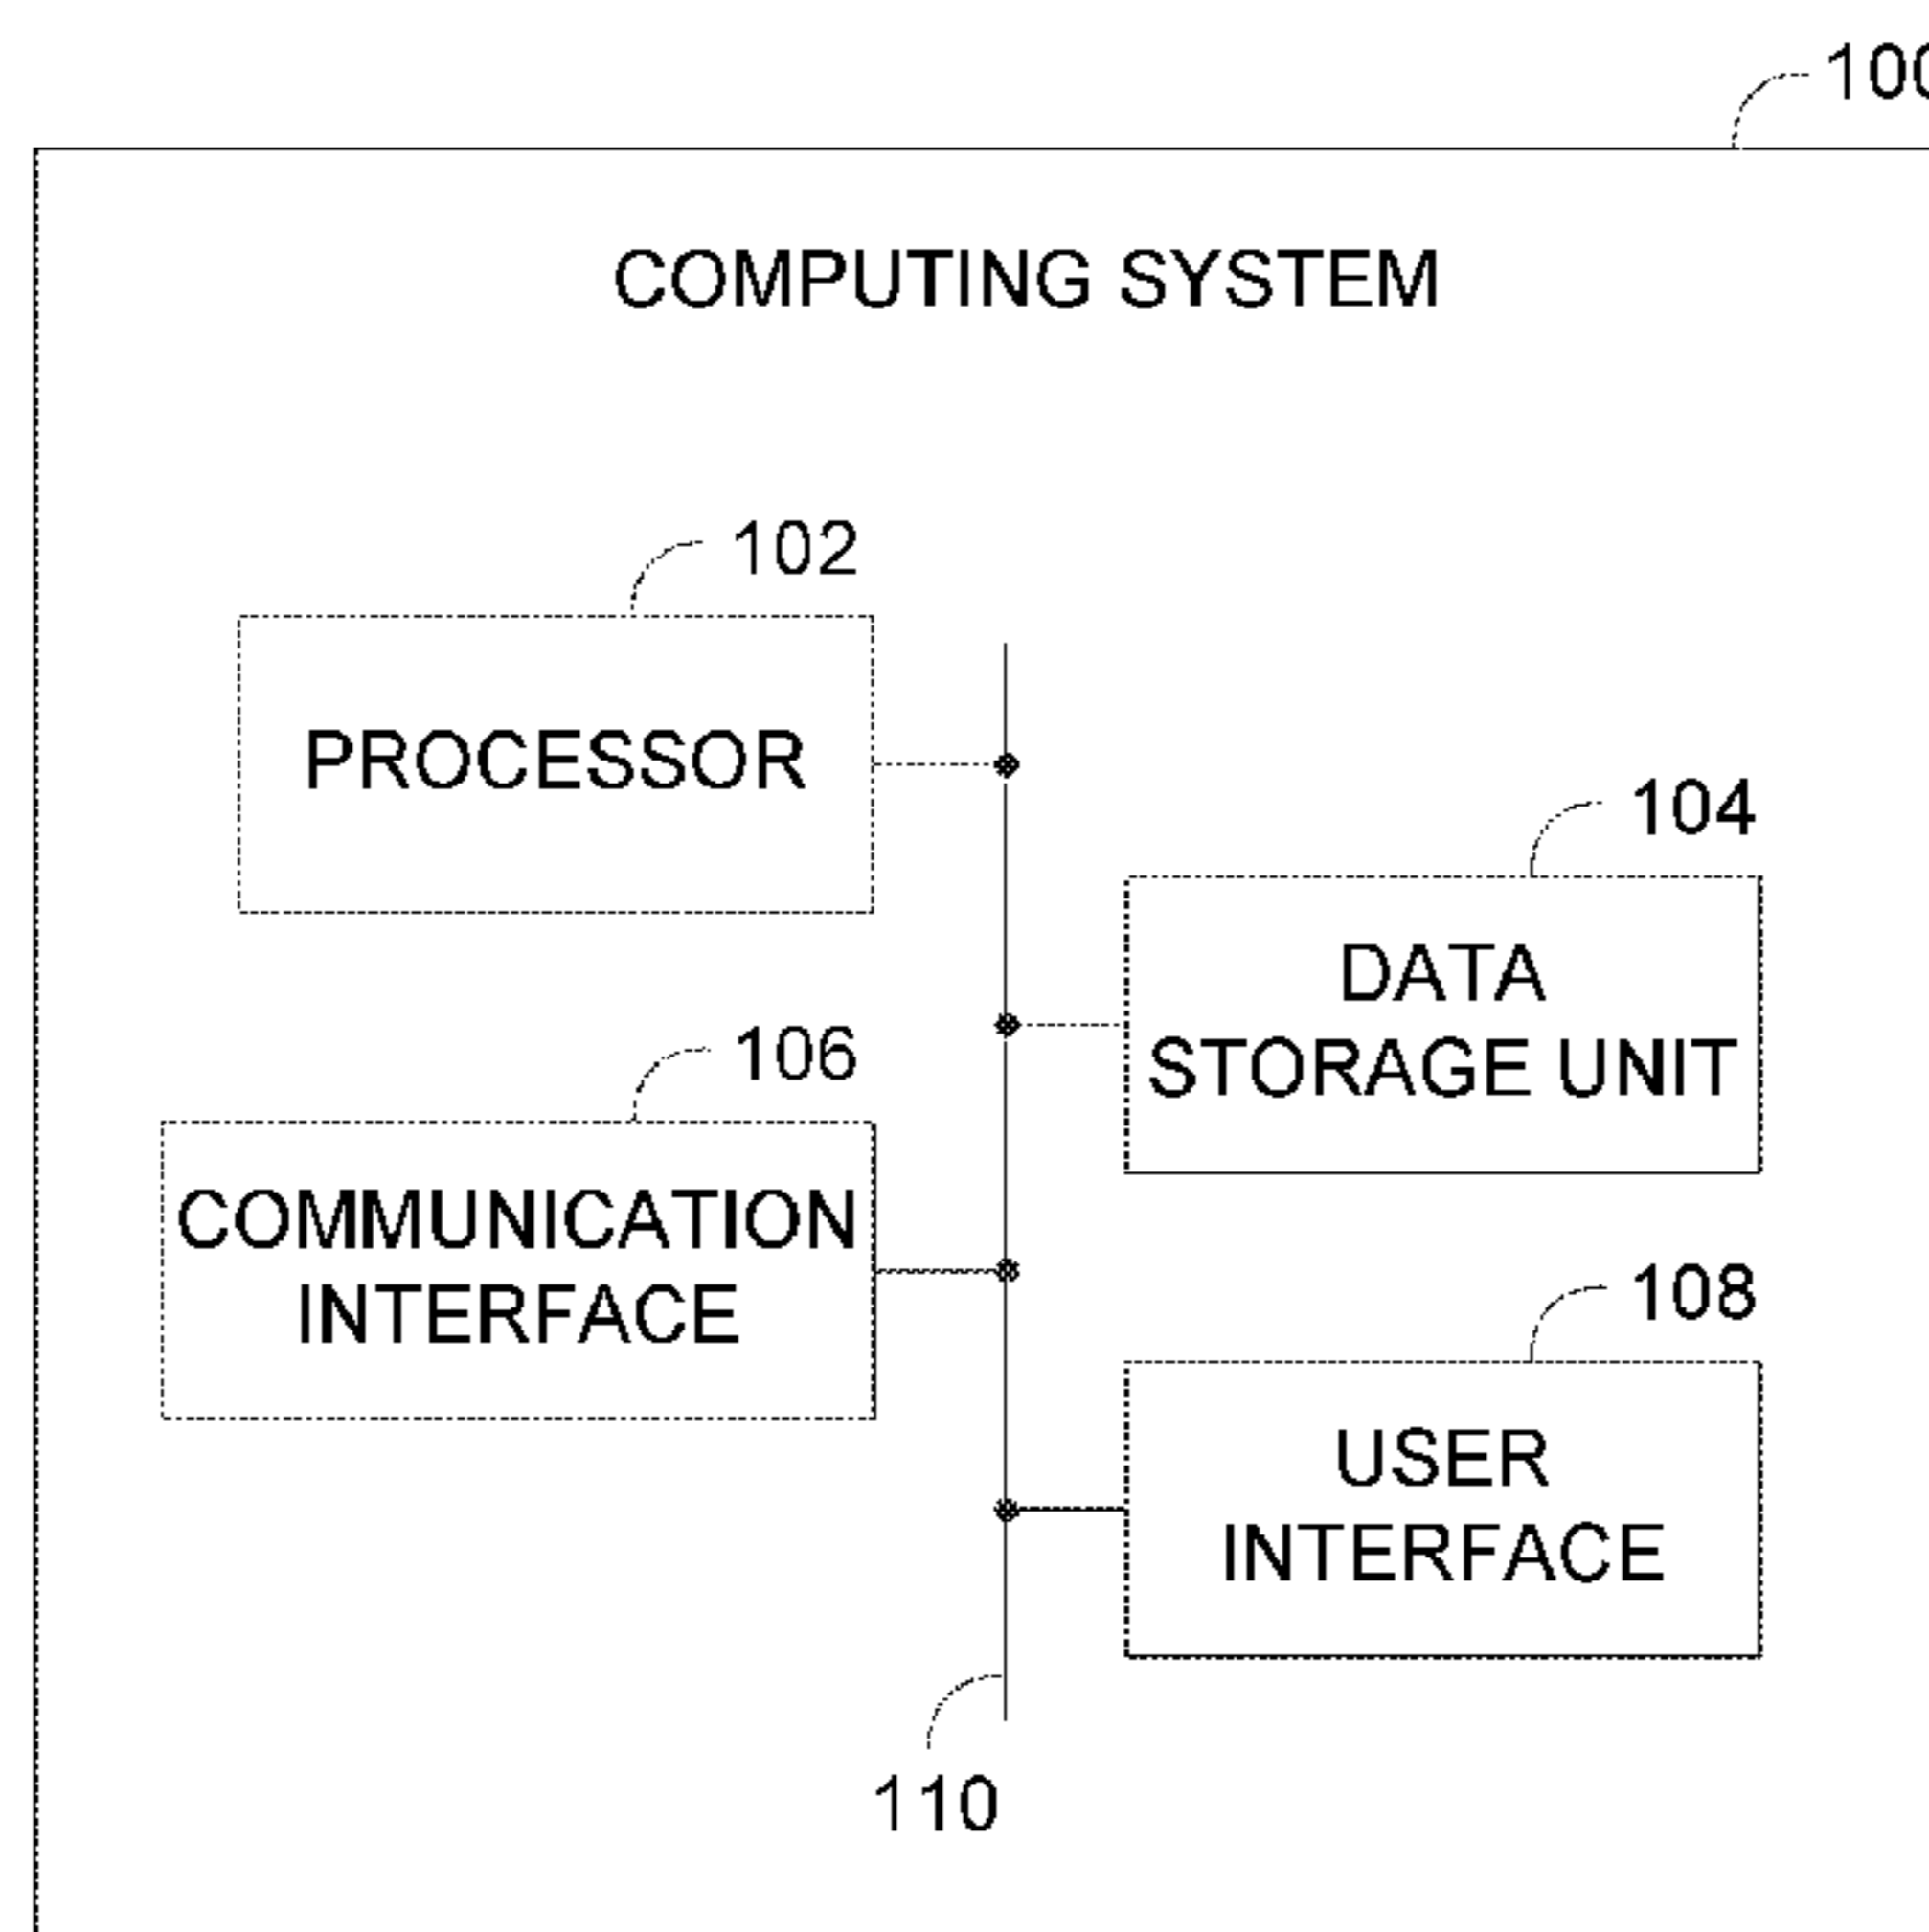 100
COMPUTING SYSTEM
102
PROCESSOR
104
DATA
STORAGE UNIT
106
COMMUNICATION
INTERFACE
108
USER
INTERFACE
110